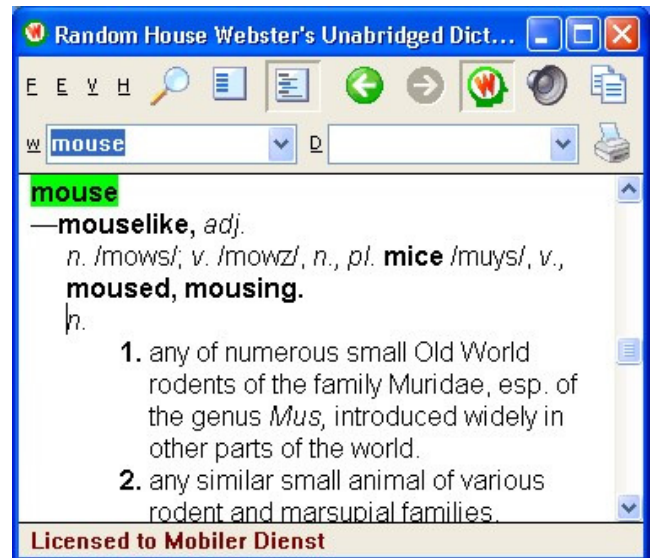 Random House Webster's Unabridged Dict...
F E V H
W mouse D
mouse
—mouselike, adj.
n. /mows/; v. /mowz/, n., pl. mice /muys/, v.,
moused, mousing.
n.
1. any of numerous small Old World
rodents of the family Muridae, esp. of
the genus Mus, introduced widely in
other parts of the world.
2. any similar small animal of various
rodent and marsupial families.
Licensed to Mobiler Dienst